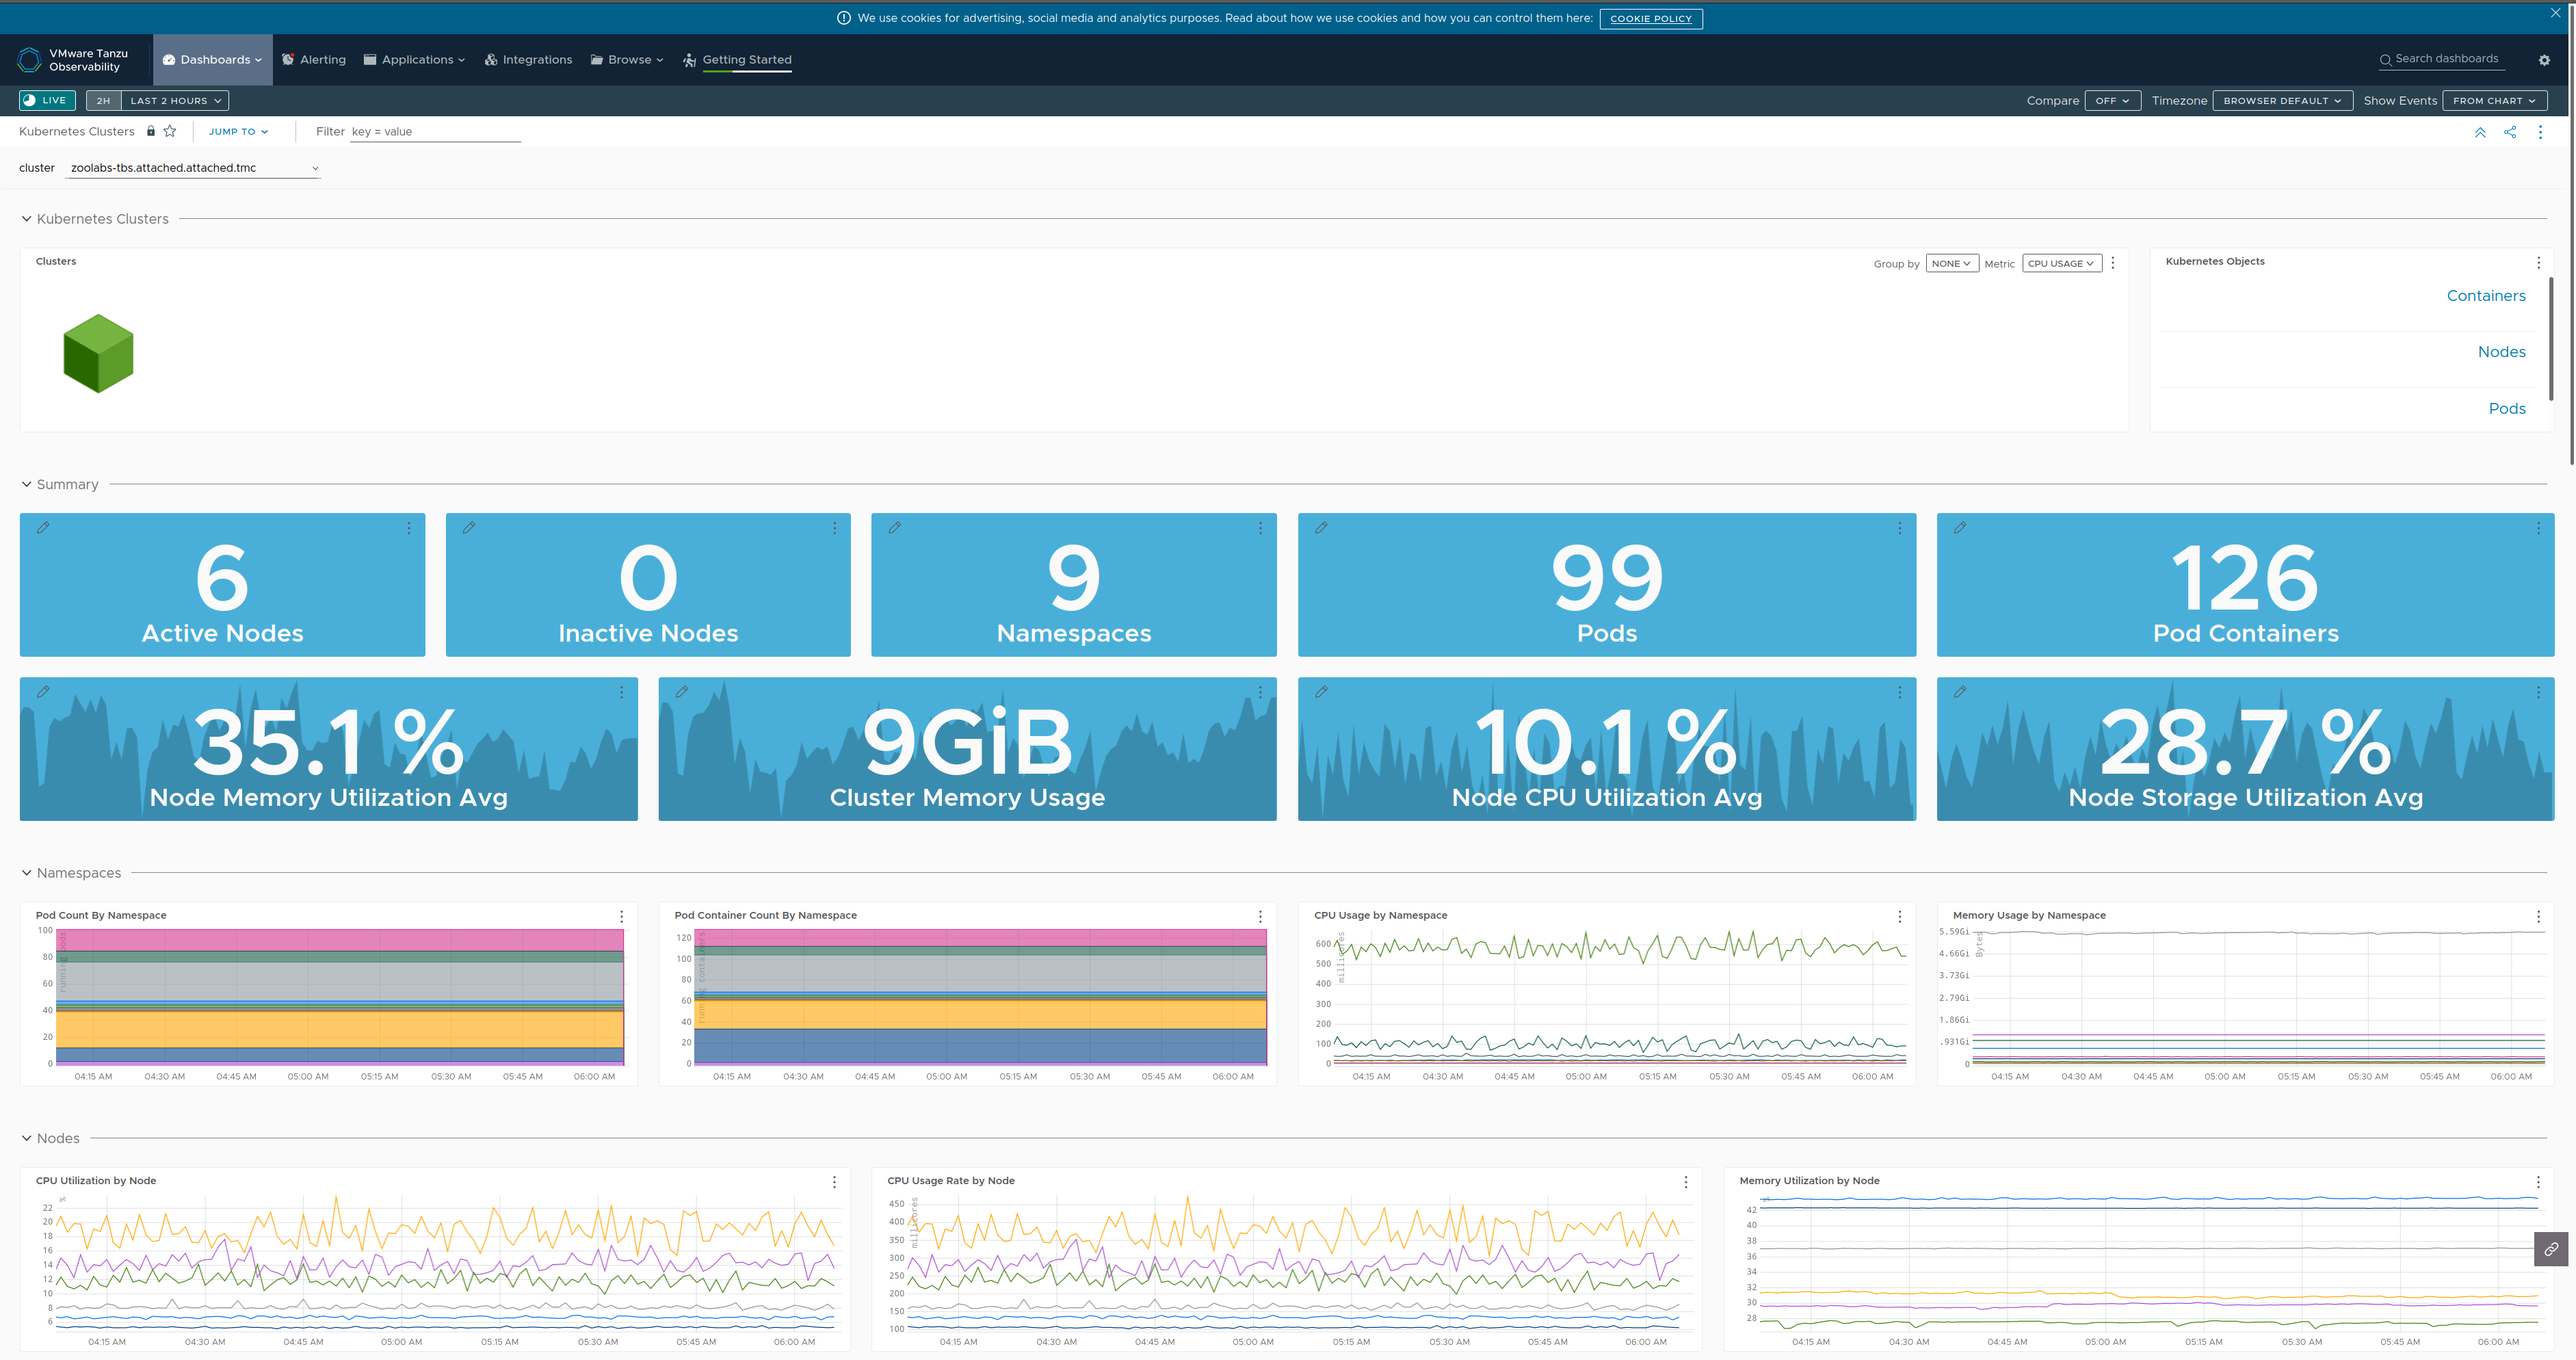 We use cookies for advertising, social media and analytics purposes. Read about how we use cookies and how you can control them here: COOKIE POLICY
VMware Tanzu
Observability
Dashboards Alerting Applications Integrations Browse Getting Started Search dashboards
LIVE 2H LAST 2 HOURS Compare OFF Timezone BROWSER DEFAULT Show Events FROM CHART
Kubernetes Clusters JUMP TO Filter key = value
cluster zoolabs-tbs.attached.attached.tmc
Kubernetes Clusters
Clusters Group by NONE Metric CPU USAGE
Kubernetes Objects
Containers
Nodes
Pods
Summary
6
Active Nodes
0
Inactive Nodes
9
Namespaces
99
Pods
126
Pod Containers
35.1 %
Node Memory Utilization Avg
9GiB
Cluster Memory Usage
10.1 %
Node CPU Utilization Avg
28.7 %
Node Storage Utilization Avg
Namespaces
Pod Count By Namespace
running pods
100
80
60
40
20
0
04:15 AM 04:30 AM 04:45 AM 05:00 AM 05:15 AM 05:30 AM 05:45 AM 06:00 AM
Pod Container Count By Namespace
running containers
120
100
80
60
40
20
0
04:15 AM 04:30 AM 04:45 AM 05:00 AM 05:15 AM 05:30 AM 05:45 AM 06:00 AM
CPU Usage by Namespace
millicores
600
500
400
300
200
100
0
04:15 AM 04:30 AM 04:45 AM 05:00 AM 05:15 AM 05:30 AM 05:45 AM 06:00 AM
Memory Usage by Namespace
Bytes
5.59Gi
4.66Gi
3.73Gi
2.79Gi
1.86Gi
.931Gi
0
04:15 AM 04:30 AM 04:45 AM 05:00 AM 05:15 AM 05:30 AM 05:45 AM 06:00 AM
Nodes
CPU Utilization by Node
%
22
20
18
16
14
12
10
8
6
04:15 AM 04:30 AM 04:45 AM 05:00 AM 05:15 AM 05:30 AM 05:45 AM 06:00 AM
CPU Usage Rate by Node
millicores
450
400
350
300
250
200
150
100
04:15 AM 04:30 AM 04:45 AM 05:00 AM 05:15 AM 05:30 AM 05:45 AM 06:00 AM
Memory Utilization by Node
%
42
40
38
36
34
32
30
28
04:15 AM 04:30 AM 04:45 AM 05:00 AM 05:15 AM 05:30 AM 05:45 AM 06:00 AM